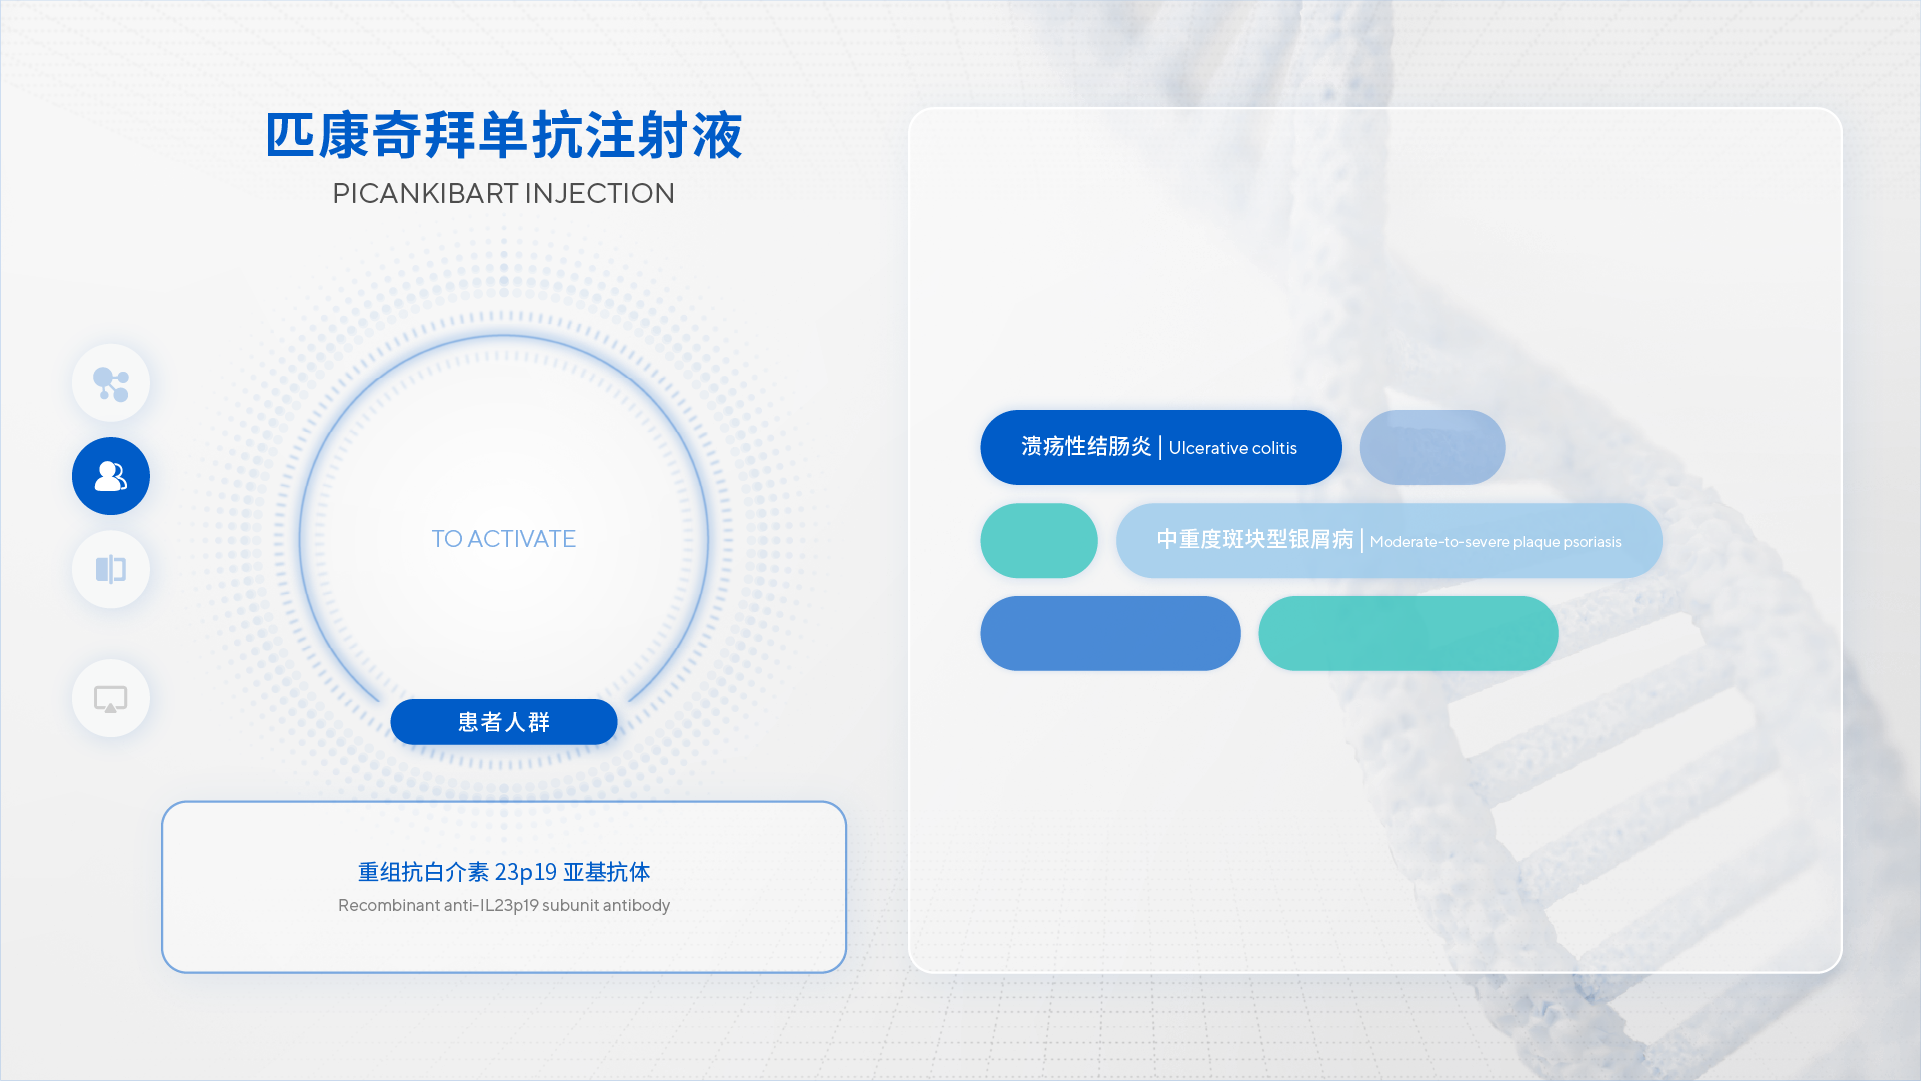 匹康奇拜单抗注射液
PICANKIBART INJECTION
TO ACTIVATE
患者人群
重组抗白介素 23p19 亚基抗体
Recombinant anti-IL23p19 subunit antibody
溃疡性结肠炎 | Ulcerative colitis
中重度斑块型银屑病 | Moderate-to-severe plaque psoriasis